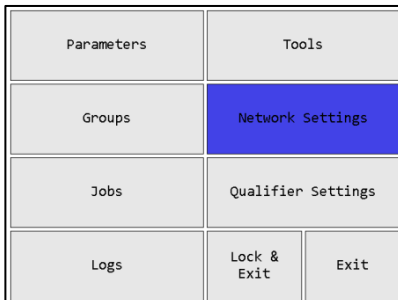 Parameters
Tools
Groups
Network Settings
Jobs
Qualifier Settings
Logs
Lock &
Exit
Exit